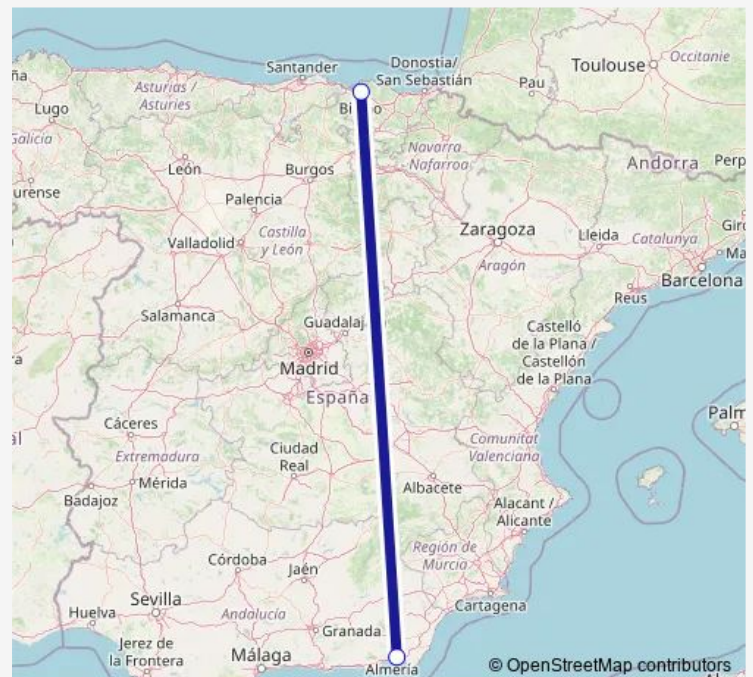 Santander
Donostia/
San Sebastián
Toulouse
Occitanie
Pau
Asturias /
Asturies
Lugo
Galicia
León
Burgos
Navarra
Nafarroa
Andorra
Palencia
Castilla
y León
Valladolid
Zaragoza
Lleida
Catalunya
Aragón
Barcelona
Reus
Salamanca
Guadalaj
Madrid
España
Castelló
de la Plana /
Castellón
de la Plana
Cáceres
Extremadura
Mérida
Badajoz
Ciudad
Real
Comunitat
Valenciana
Albacete
Alacant /
Alicante
Región de
Murcia
Córdoba
Jaén
Sevilla
Huelva
Andalucía
Cartagena
Granada
Jerez de
la Frontera
Málaga
Almería
© OpenStreetMap contributors